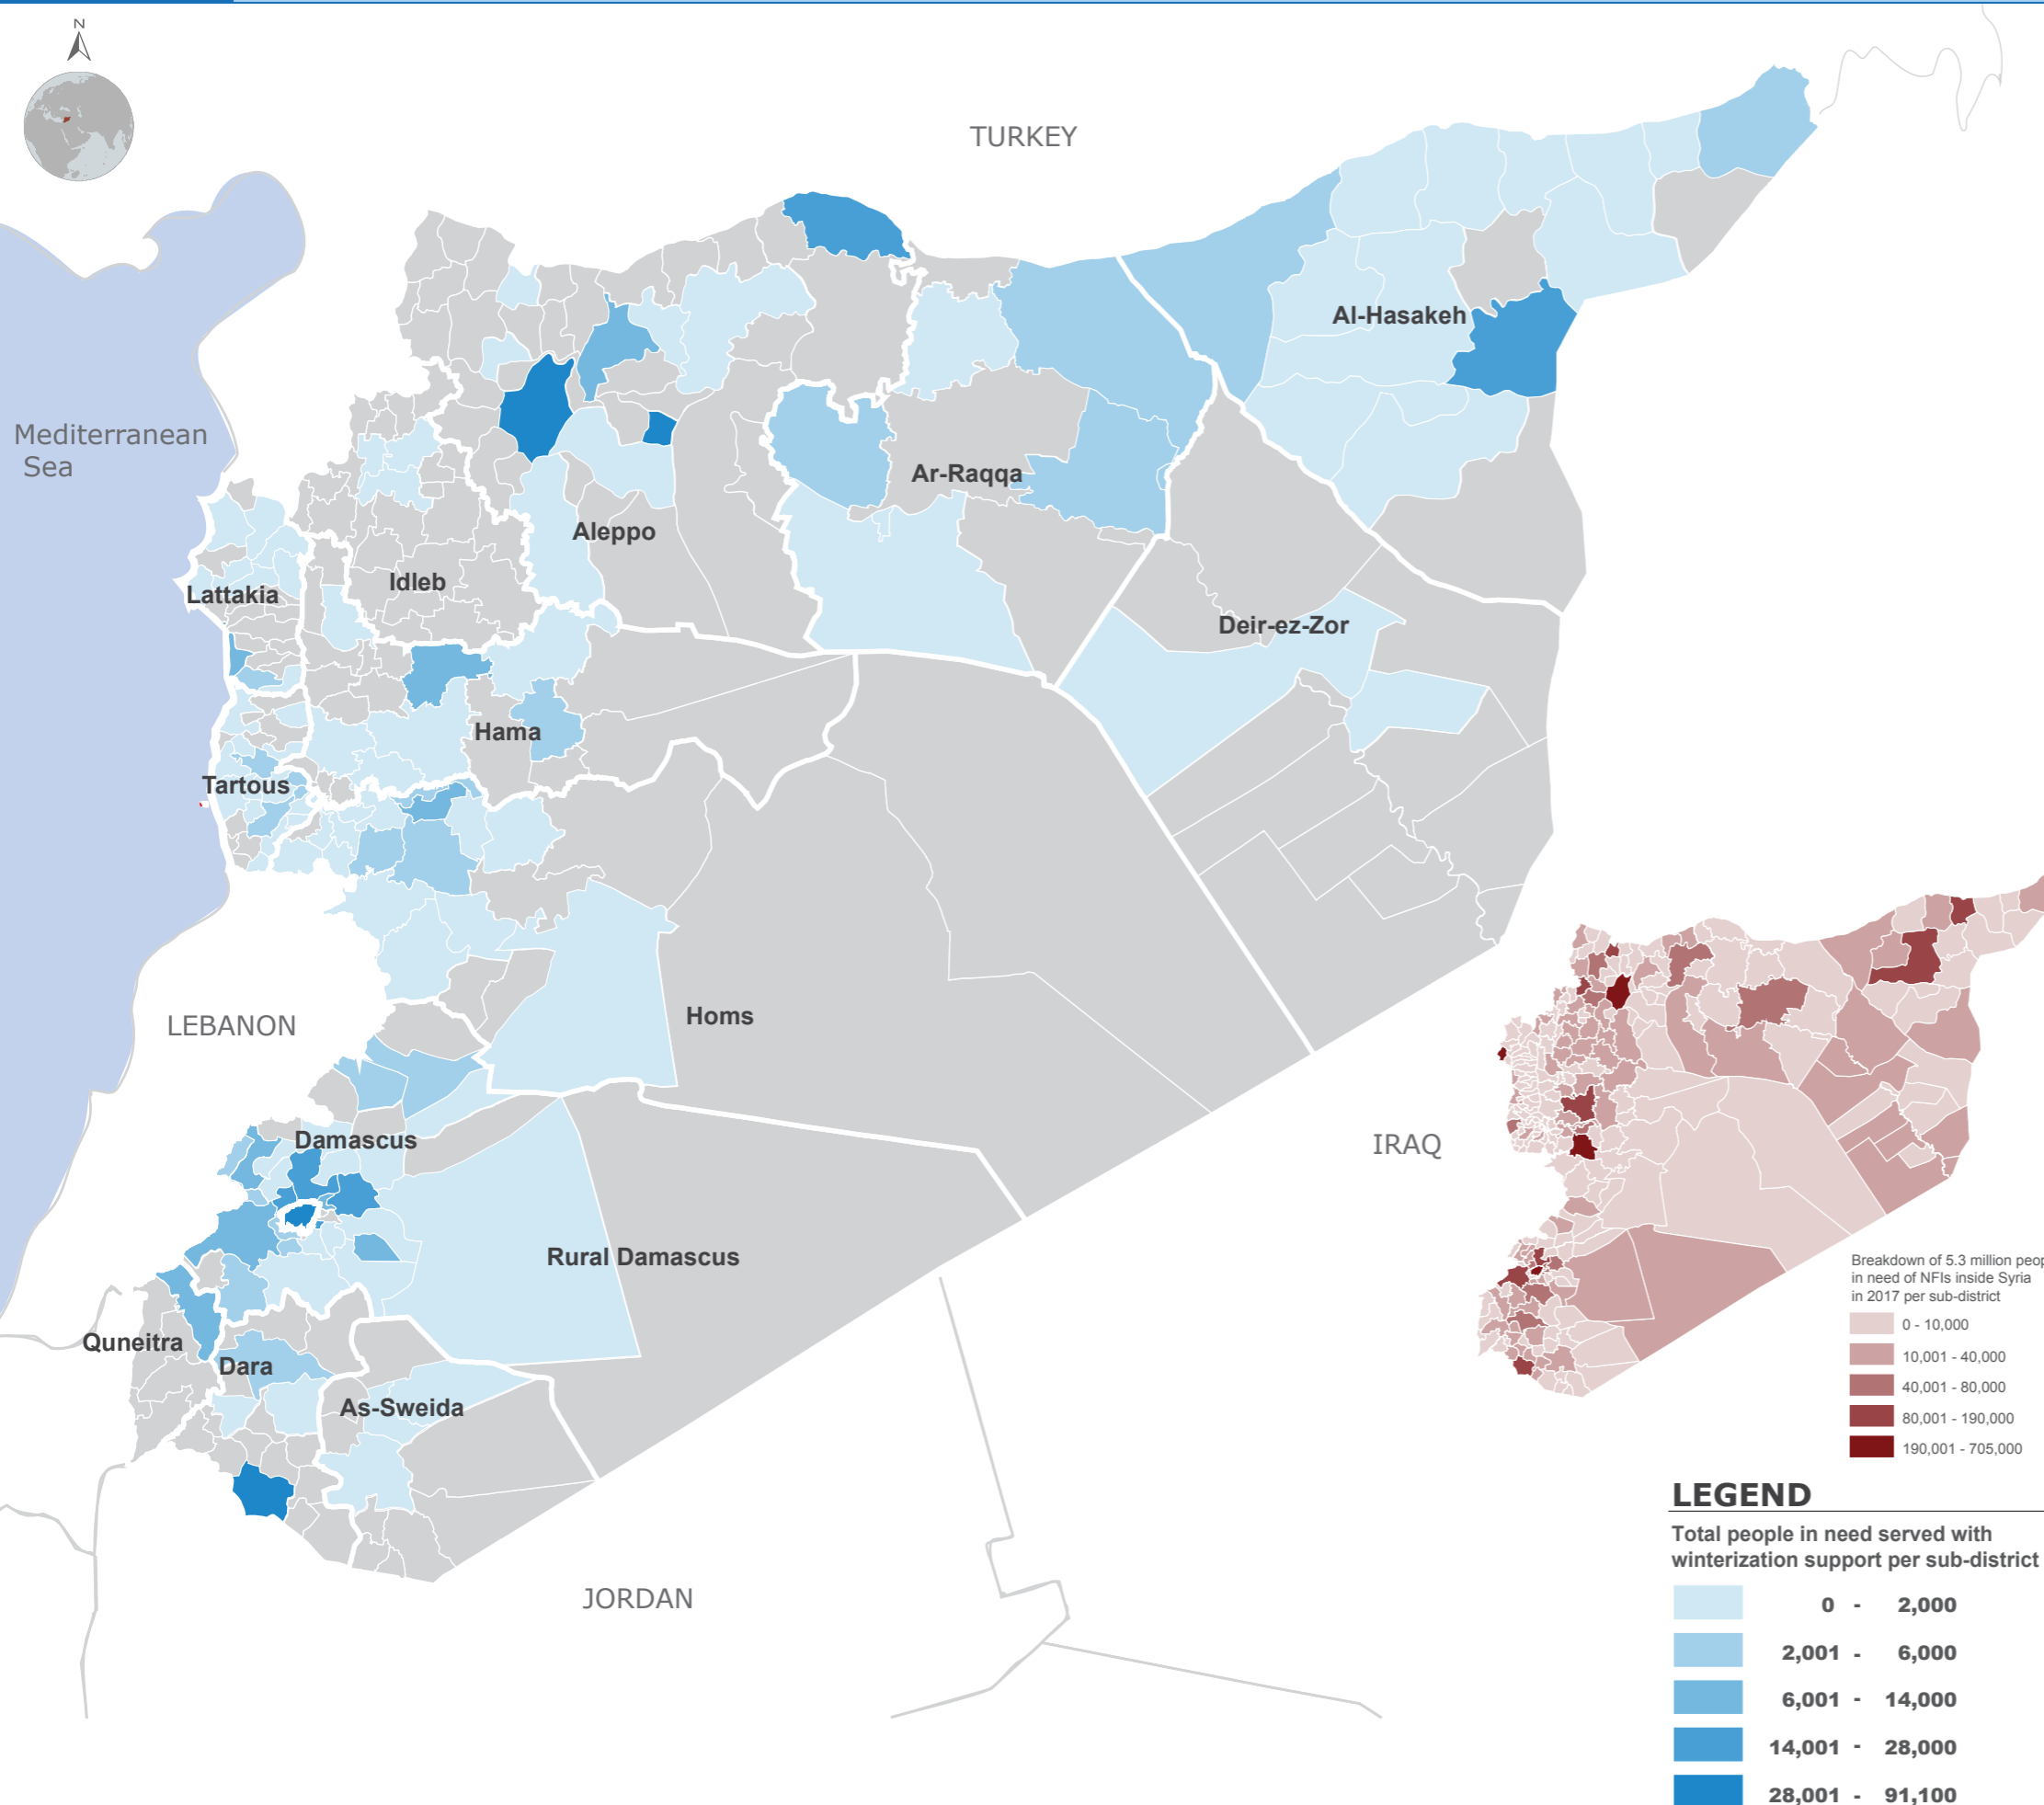 N
TURKEY
Al-Hasakeh
Mediterranean
Sea
Ar-Raqqa
Aleppo
Idleb
Lattakia
Deir-ez-Zor
Hama
Tartous
Homs
LEBANON
Damascus
IRAQ
Rural Damascus
Quneitra
Dara
As-Sweida
JORDAN
Breakdown of 5.3 million
in need of NFIs inside Syria
in 2017 per sub-district
0 - 10,000
10,001 - 40,000
40,001 - 80,000
80,001 - 190,000
190,001 - 705,000
LEGEND
Total people in need served with
winterization support per sub-district
0 - 2,000
2,001 - 6,000
6,001 - 14,000
14,001 - 28,000
28,001 - 91,100